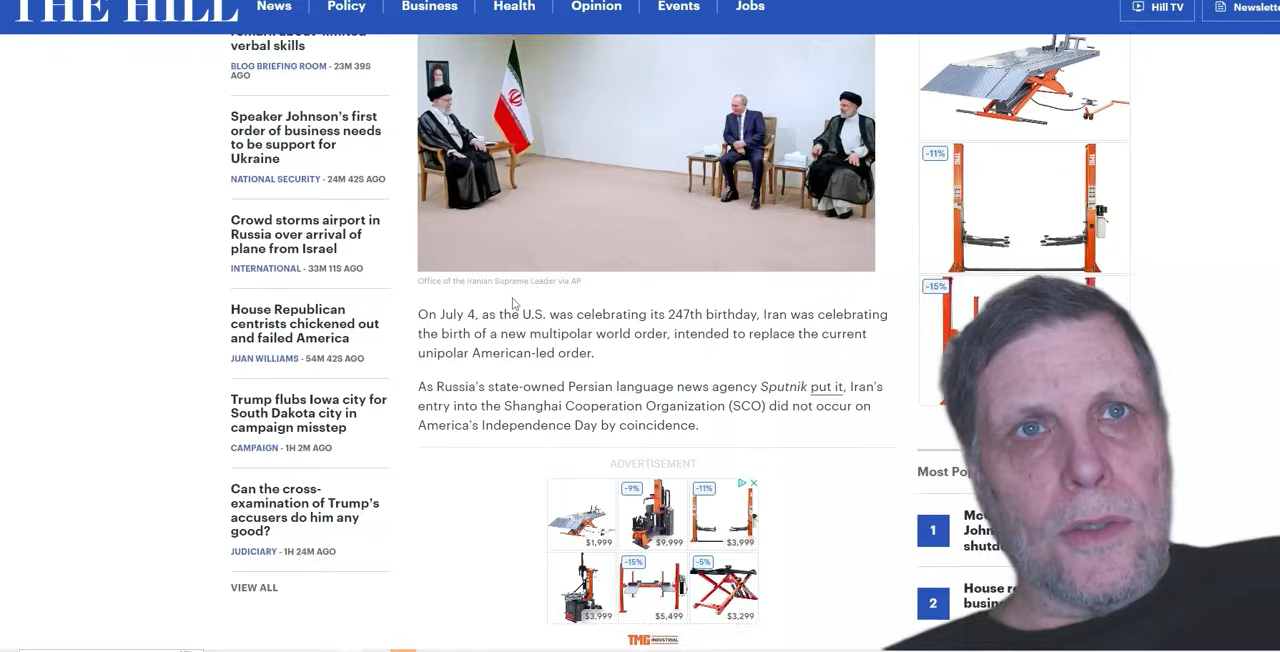 THE HILL
News
Policy
Business
Health
Opinion
Events
Jobs
Hill TV
verbal skills
BLOG BRIEFING ROOM - 23M 39S
AGO
Speaker Johnson's first
order of business needs
to be support for
Ukraine
NATIONAL SECURITY - 24M 42S AGO
Crowd storms airport in
Russia over arrival of
plane from Israel
INTERNATIONAL - 33M 11S AGO
House Republican
centrists chickened out
and failed America
JUAN WILLIAMS - 54M 42S AGO
Trump flubs Iowa city for
South Dakota city in
campaign misstep
CAMPAIGN - 1H 2M AGO
Can the cross-
examination of Trump's
accusers do him any
good?
JUDICIARY - 1H 24M AGO
VIEW ALL
Office of the Iranian Supreme Leader via AP
On July 4, as the U.S. was celebrating its 247th birthday, Iran was celebrating
the birth of a new multipolar world order, intended to replace the current
unipolar American-led order.
As Russia's state-owned Persian language news agency Sputnik put it, Iran's
entry into the Shanghai Cooperation Organization (SCO) did not occur on
America's Independence Day by coincidence.
ADVERTISEMENT
-9%
-11%
$1,999
$9,999
$3,999
-15%
-5%
$3,999
$5,499
$3,299
TMG INDUSTRIAL
-11%
-15%
Most
1
2
House